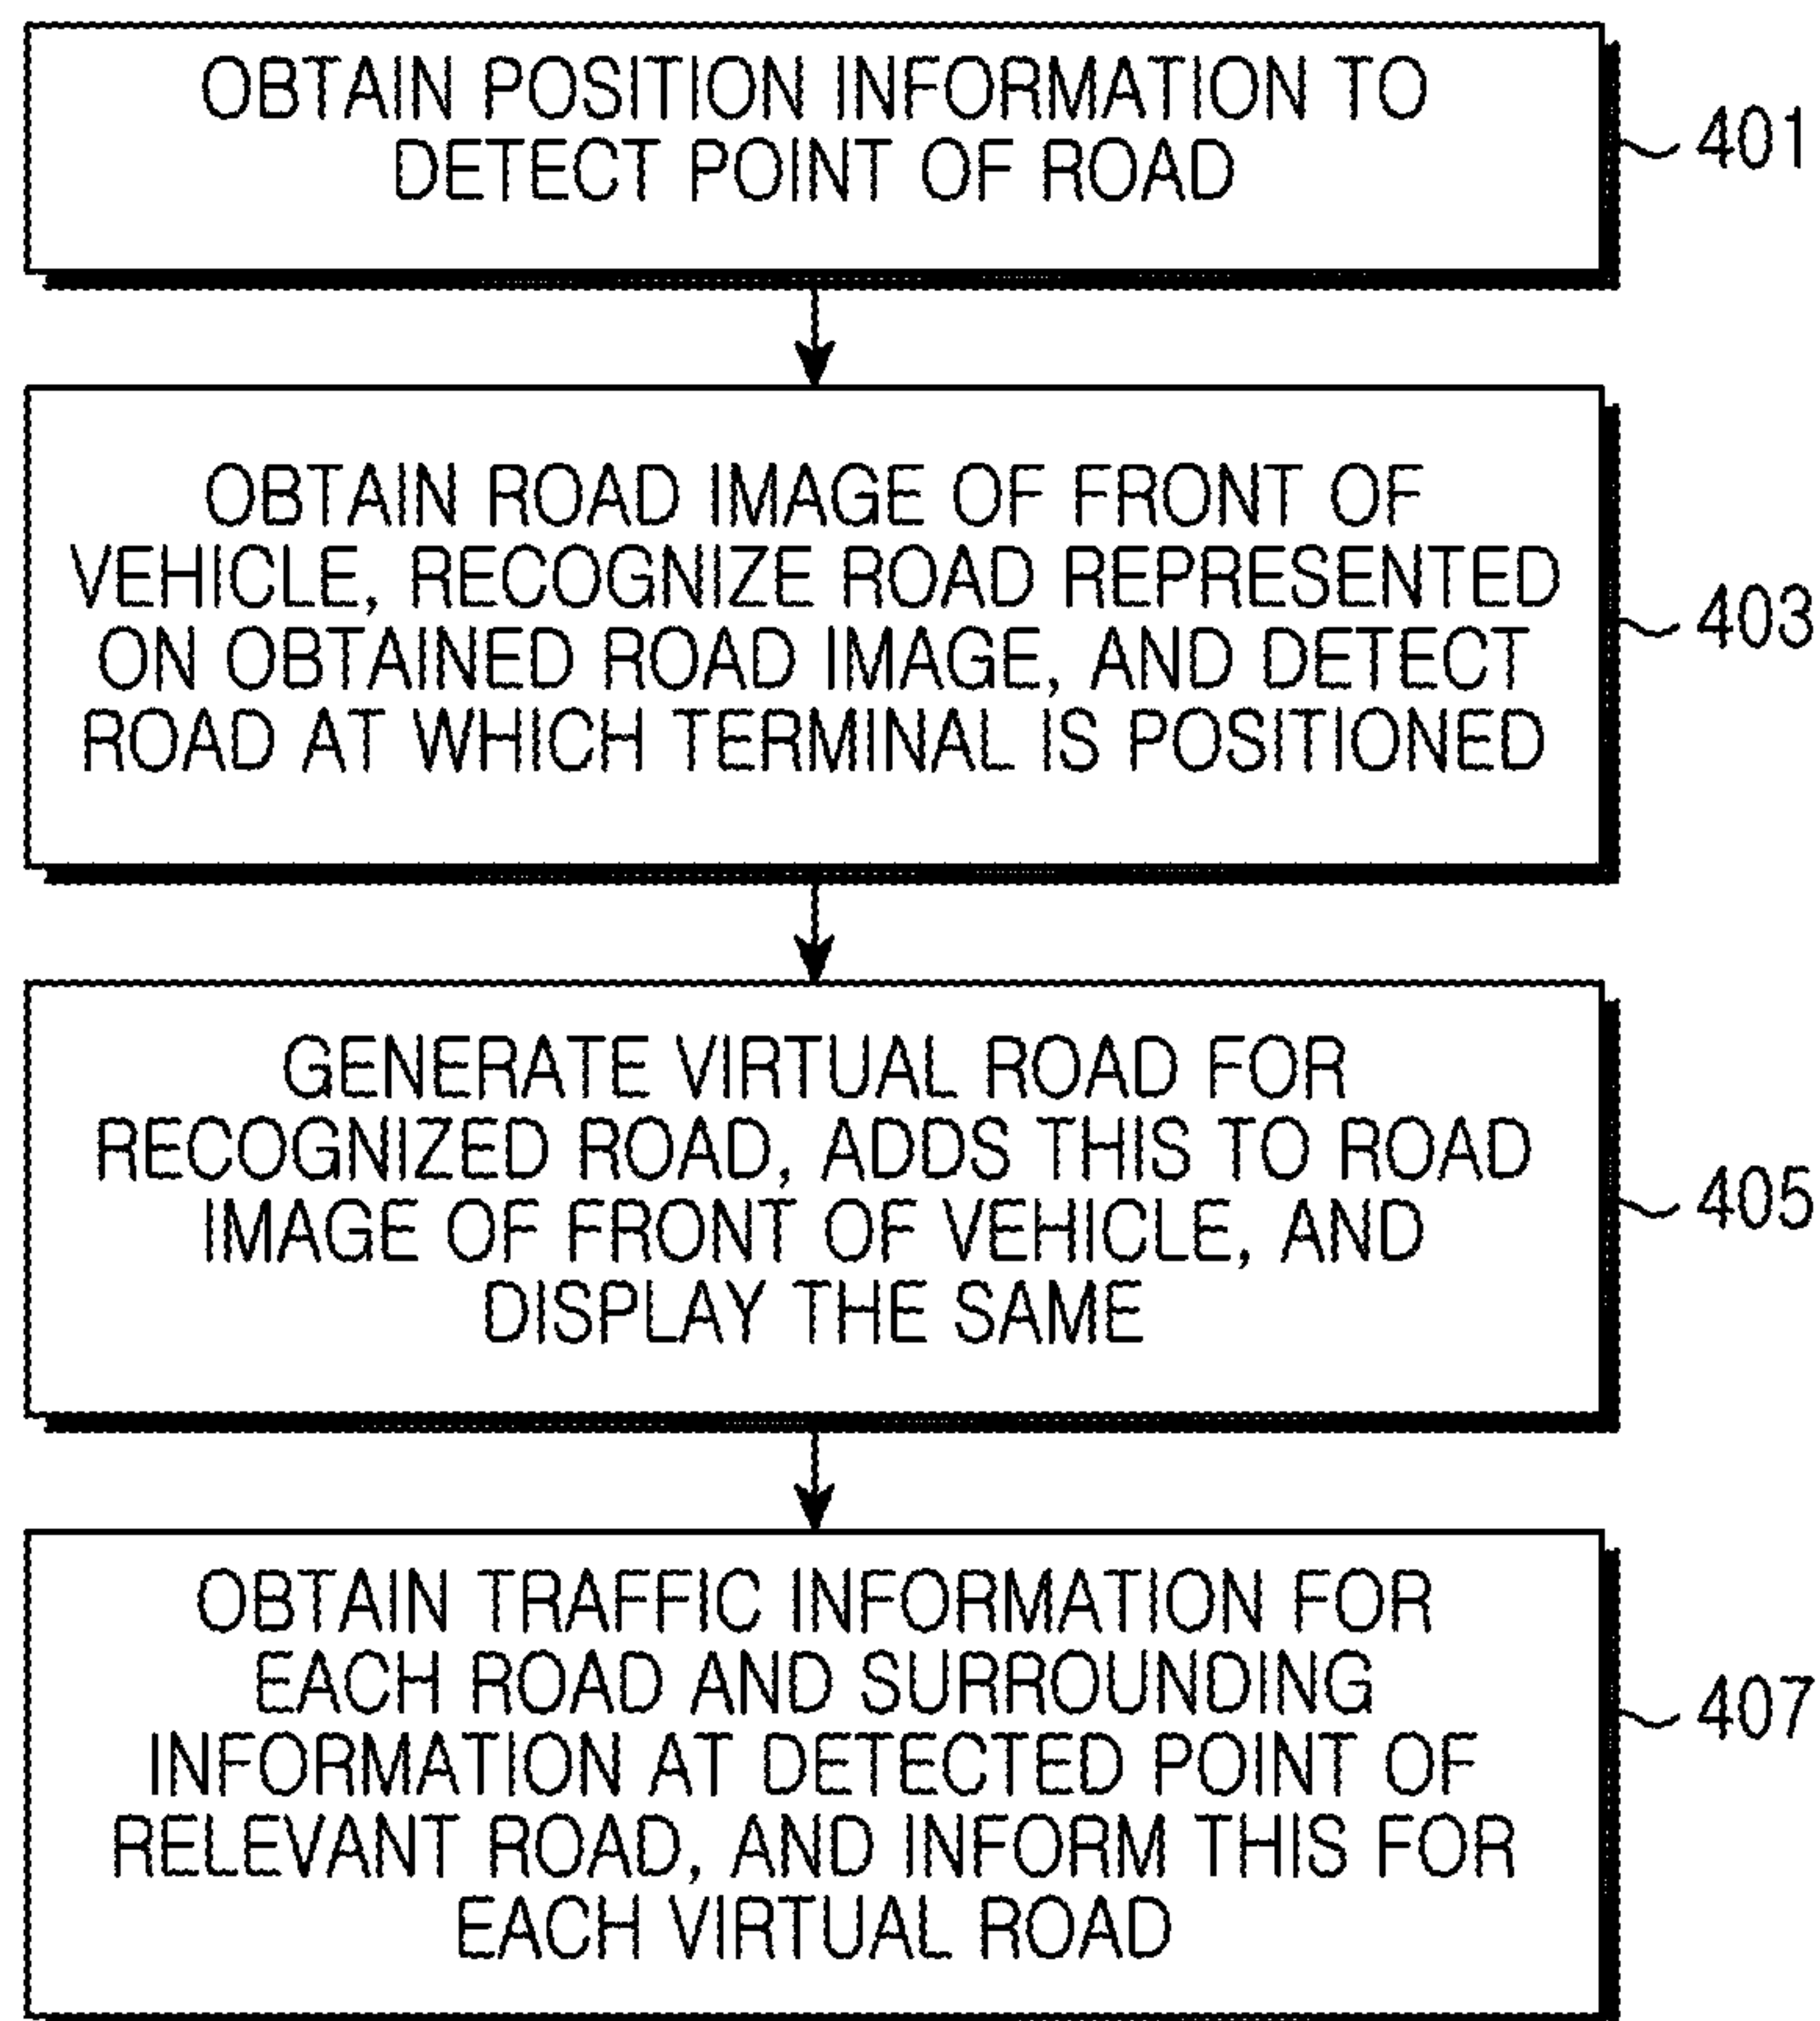 OBTAIN POSITION INFORMATION TO
DETECT POINT OF ROAD
401
OBTAIN ROAD IMAGE OF FRONT OF
VEHICLE, RECOGNIZE ROAD REPRESENTED
ON OBTAINED ROAD IMAGE, AND DETECT
ROAD AT WHICH TERMINAL IS POSITIONED
403
GENERATE VIRTUAL ROAD FOR
RECOGNIZED ROAD, ADDS THIS TO ROAD
IMAGE OF FRONT OF VEHICLE, AND
DISPLAY THE SAME
405
OBTAIN TRAFFIC INFORMATION FOR
EACH ROAD AND SURROUNDING
INFORMATION AT DETECTED POINT OF
RELEVANT ROAD, AND INFORM THIS FOR
EACH VIRTUAL ROAD
407